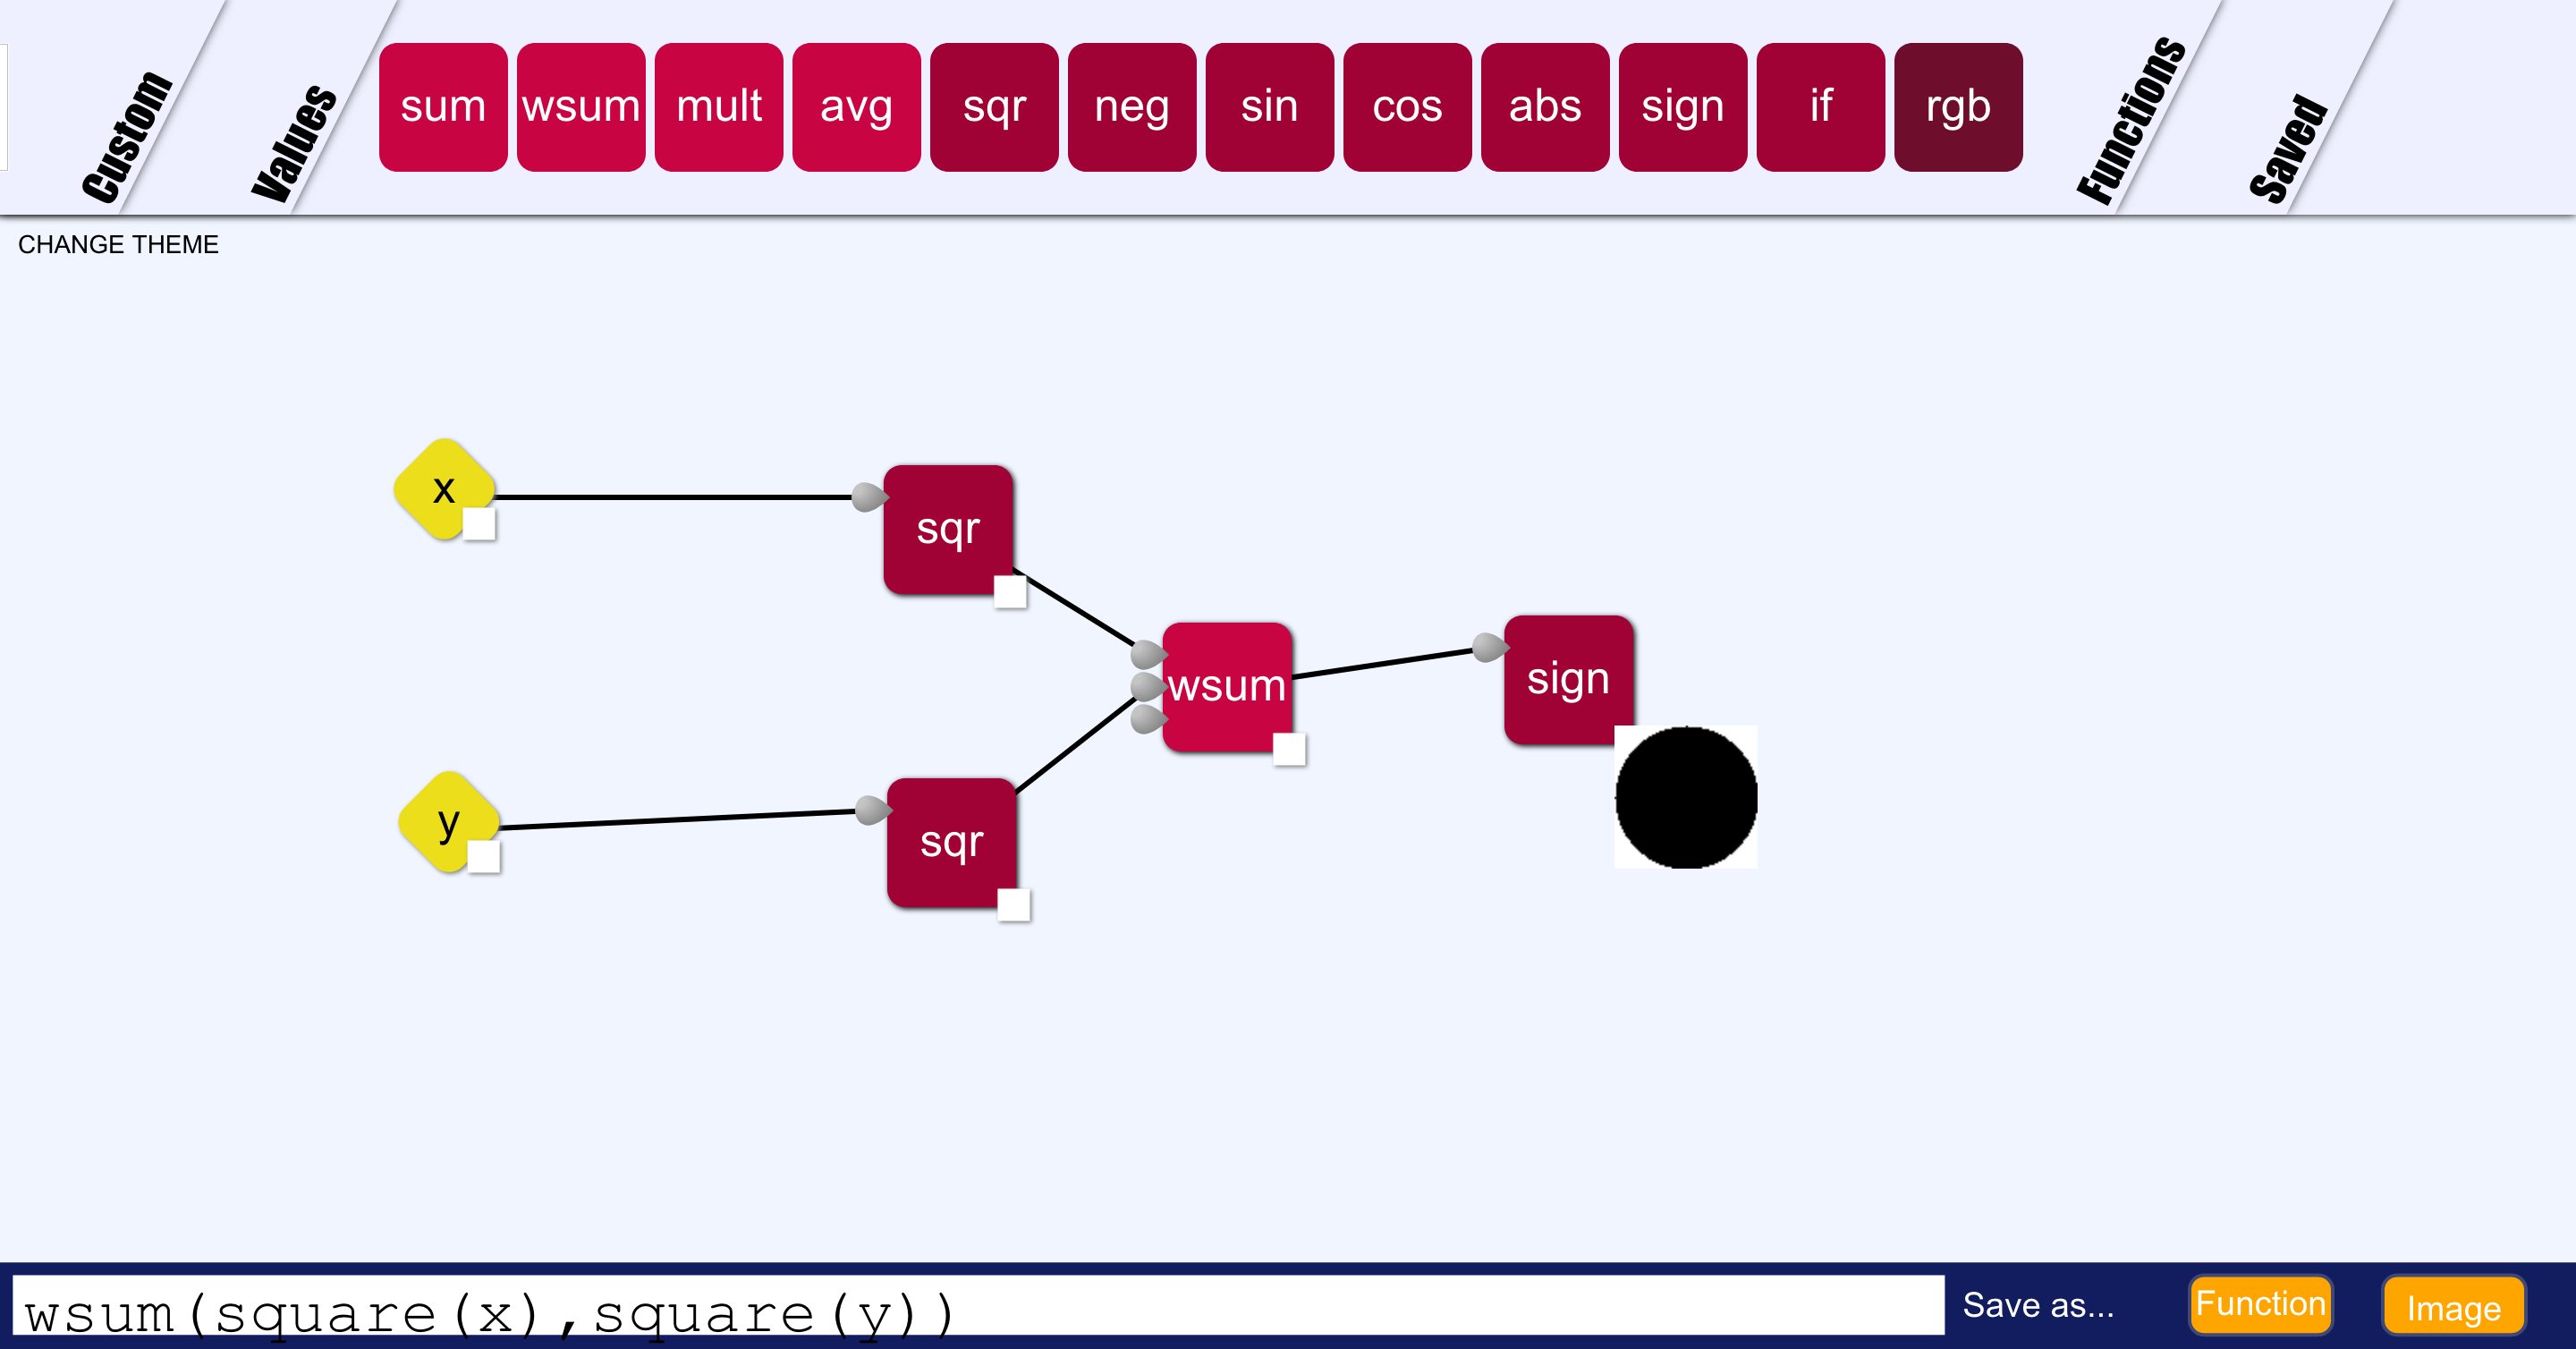 Custom
Values
sum wsum mult avg sqr neg sin cos abs sign if rgb
Functions
Saved
CHANGE THEME
x
sqr
wsum
sign
y
sqr
wsum(square(x),square(y))
Save as...
Function
Image